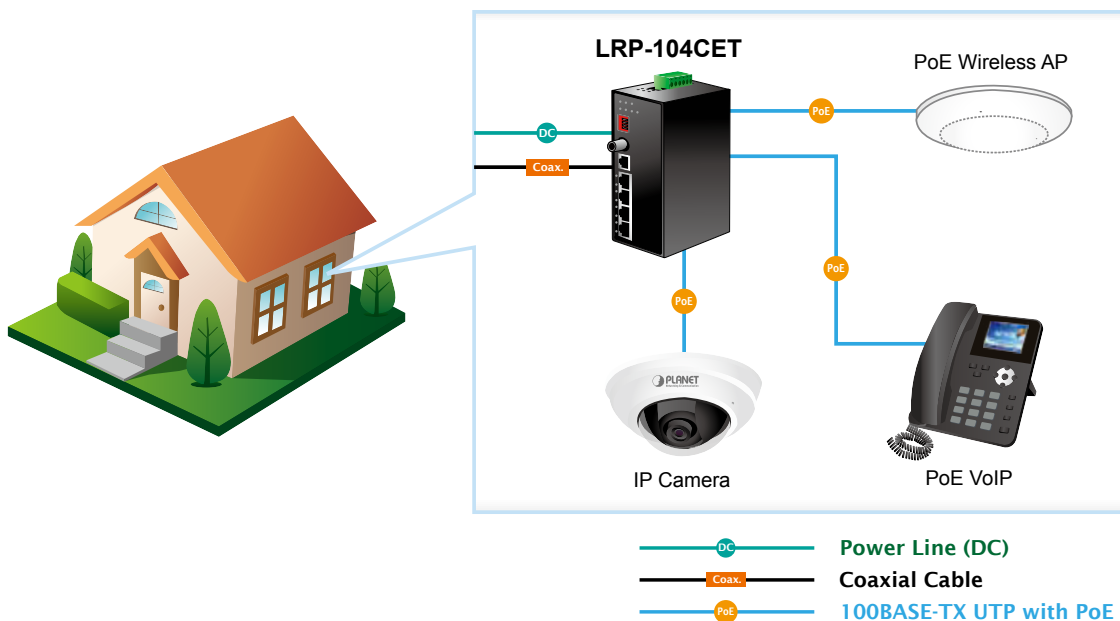 LRP-104CET
PoE Wireless AP
PoE
DC
Coax.
PoE
PoE
PLANET
IP Camera
PoE VoIP
DC Power Line (DC)
Coax. Coaxial Cable
PoE 100BASE-TX UTP with PoE